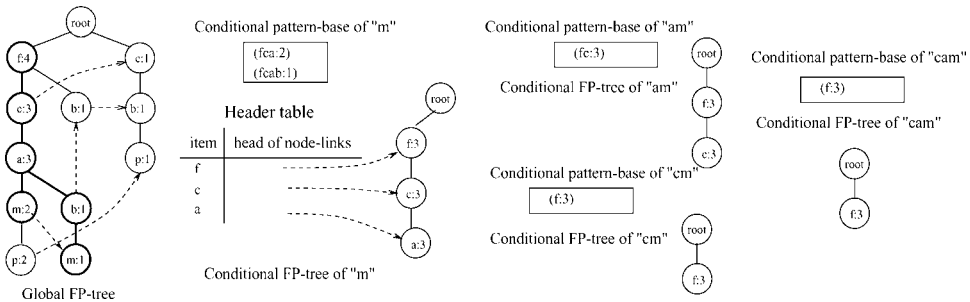 root
f:4
c:1
c:3
b:1
b:1
a:3
p:1
m:2
b:1
p:2
m:1
Global FP-tree
Conditional pattern-base of "m"
(fca:2)
(fcab:1)
Header table
item head of node-links
f
c
a
root
f:3
c:3
a:3
Conditional FP-tree of "m"
Conditional pattern-base of "am"
(fc:3)
Conditional FP-tree of "am"
root
f:3
c:3
Conditional pattern-base of "cm"
(f:3)
Conditional FP-tree of "cm"
root
f:3
Conditional pattern-base of "cam"
(f:3)
Conditional FP-tree of "cam"
root
f:3